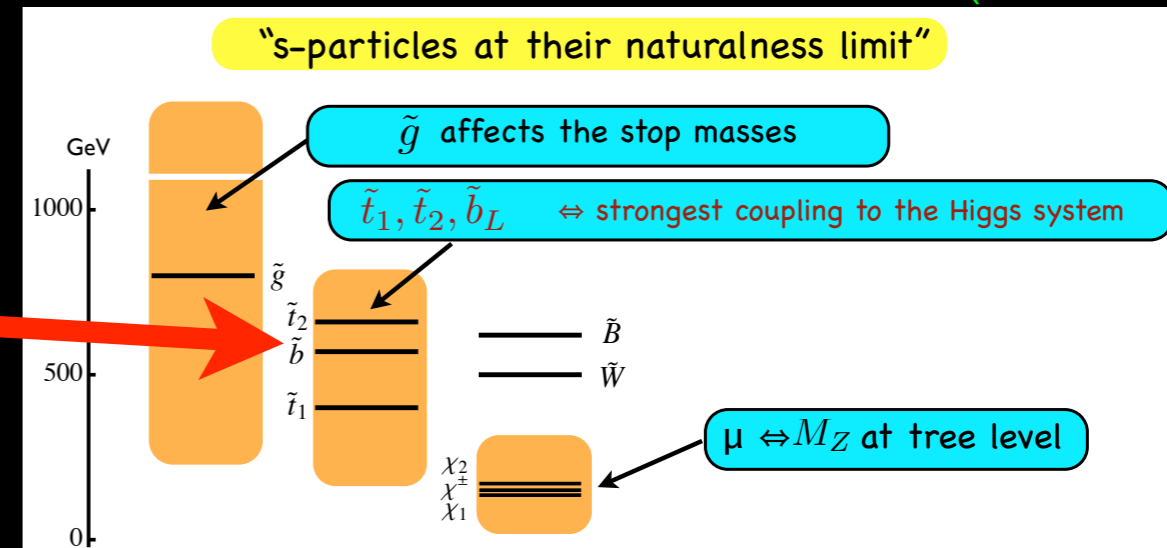 “s-particles at their naturalness limit”
GeV
g̃ affects the stop masses
1000
t̃₁, t̃₂, b̃_L ⇔ strongest coupling to the Higgs system
g̃
t̃₂
b̃
B̃
500
W̃
t̃₁
μ ⇔ M_Z at tree level
χ₂
χ^±
χ₁
0